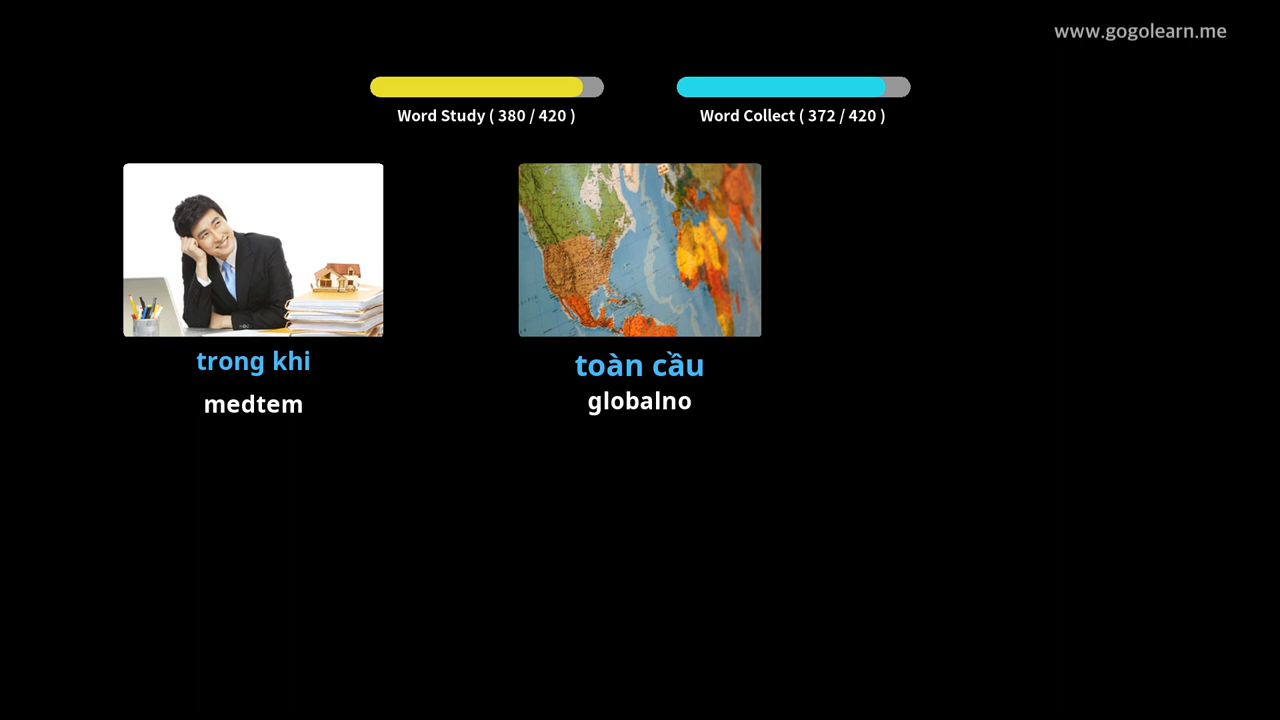 www.gogolearn.me
Word Study ( 380 / 420 )
Word Collect ( 372 / 420 )
trong khi
medtem
toàn cầu
globalno